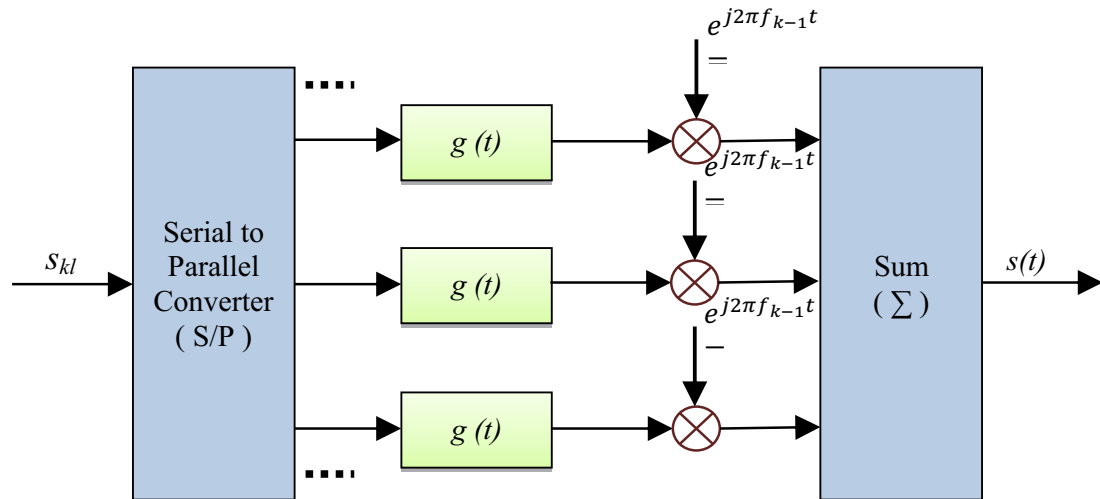 e^{j2πf_{k−1}t}
=
g (t)
e^{j2πf_{k−1}t}
=
s_{kl}
Serial to
Parallel
Converter
( S/P )
g (t)
Sum
( ∑ )
s(t)
e^{j2πf_{k−1}t}
−
g (t)